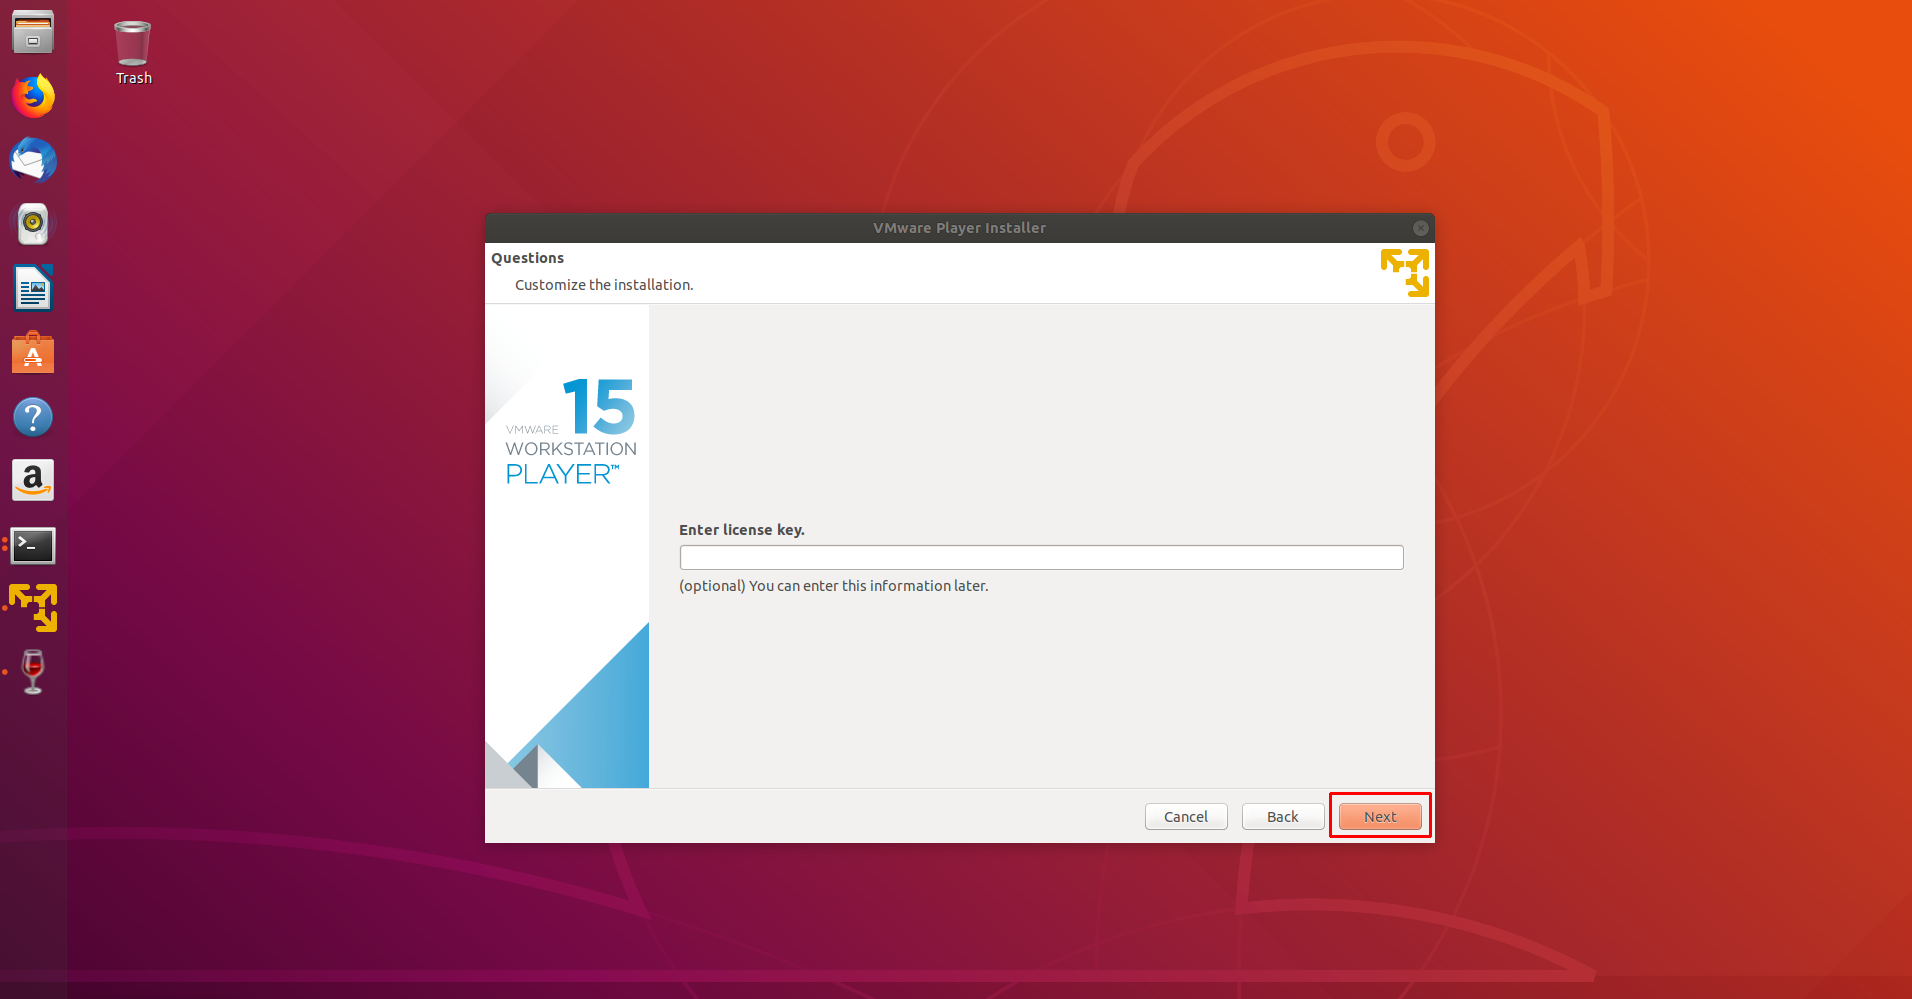 Trash
VMware Player Installer
Questions
Customize the installation.
15
VMWARE
WORKSTATION
PLAYER™
Enter license key.
(optional) You can enter this information later.
Cancel
Back
Next